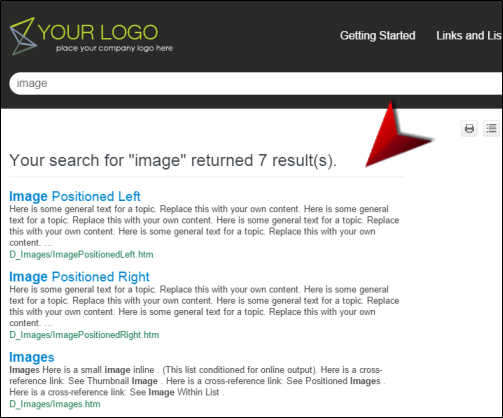 YOUR LOGO
place your company logo here
Getting Started Links and Lis
image
Your search for "image" returned 7 result(s).
Image Positioned Left
Here is some general text for a topic. Replace this with your own content. Here is some general
text for a topic. Replace this with your own content. Here is some general text for a topic. Replace
this with your own content. Here is some general text for a topic. Replace this with your own
content. ...
D_Images/ImagePositionedLeft.htm
Image Positioned Right
Here is some general text for a topic. Replace this with your own content. Here is some general
text for a topic. Replace this with your own content. Here is some general text for a topic. Replace
this with your own content. Here is some general text for a topic. Replace this with your own
content. ...
D_Images/ImagePositionedRight.htm
Images
Images Here is a small image inline . (This list conditioned for online output). Here is a cross-
reference link: See Thumbnail Image . Here is a cross-reference link: See Positioned Images .
Here is a cross-reference link: See Image Within List .
D_Images/Images.htm